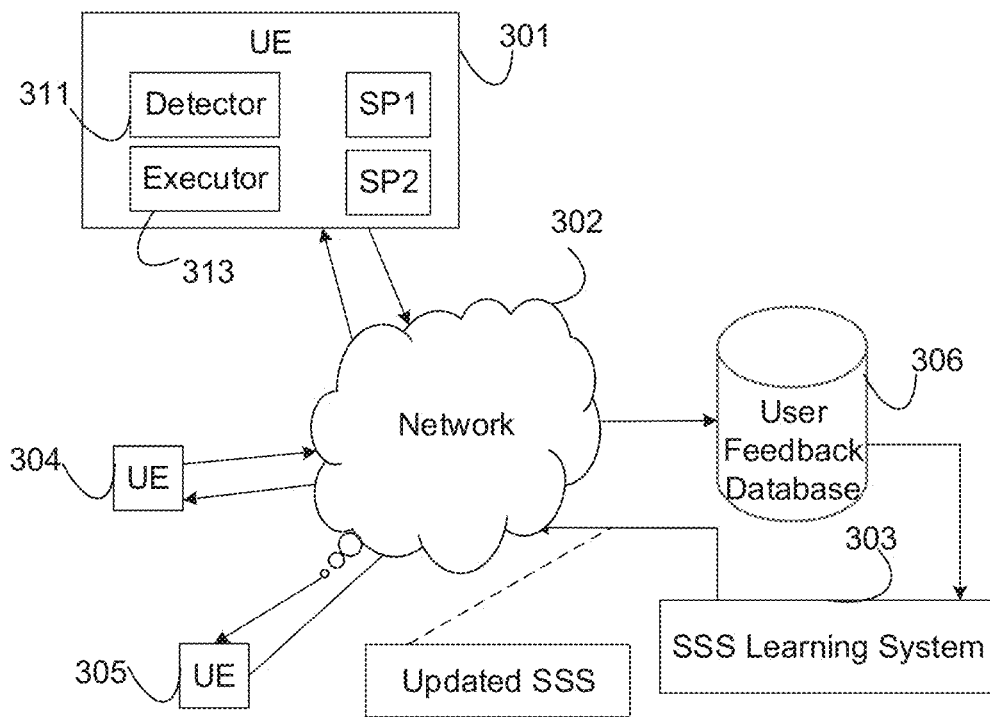 UE
301
311
Detector
SP1
Executor
SP2
313
302
306
Network
User
Feedback
Database
304
UE
303
SSS Learning System
305
UE
Updated SSS